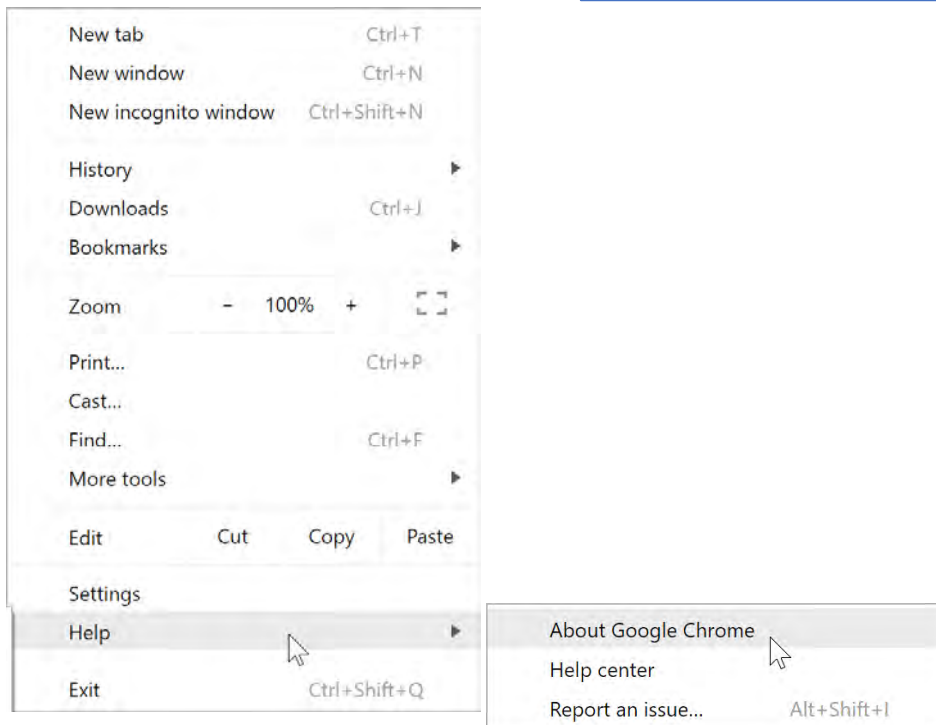 New tab Ctrl+T
New window Ctrl+N
New incognito window Ctrl+Shift+N
History
Downloads Ctrl+J
Bookmarks
Zoom - 100% +
Print... Ctrl+P
Cast...
Find... Ctrl+F
More tools
Edit Cut Copy Paste
Settings
Help
Exit Ctrl+Shift+Q
About Google Chrome
Help center
Report an issue... Alt+Shift+I